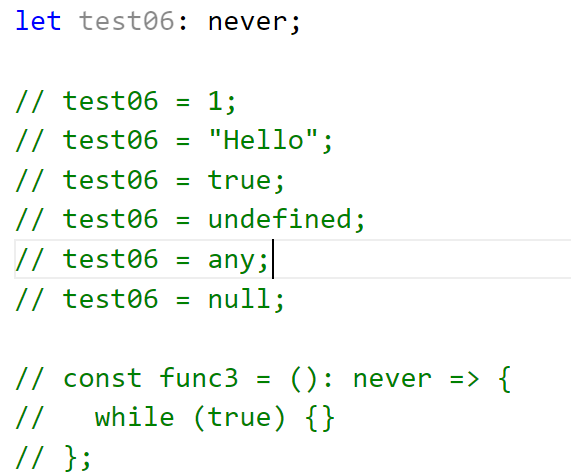 let test06: never;
// test06 = 1;
// test06 = "Hello";
// test06 = true;
// test06 = undefined;
// test06 = any;
// test06 = null;
// const func3 = (): never => {
//   while (true) {}
// };